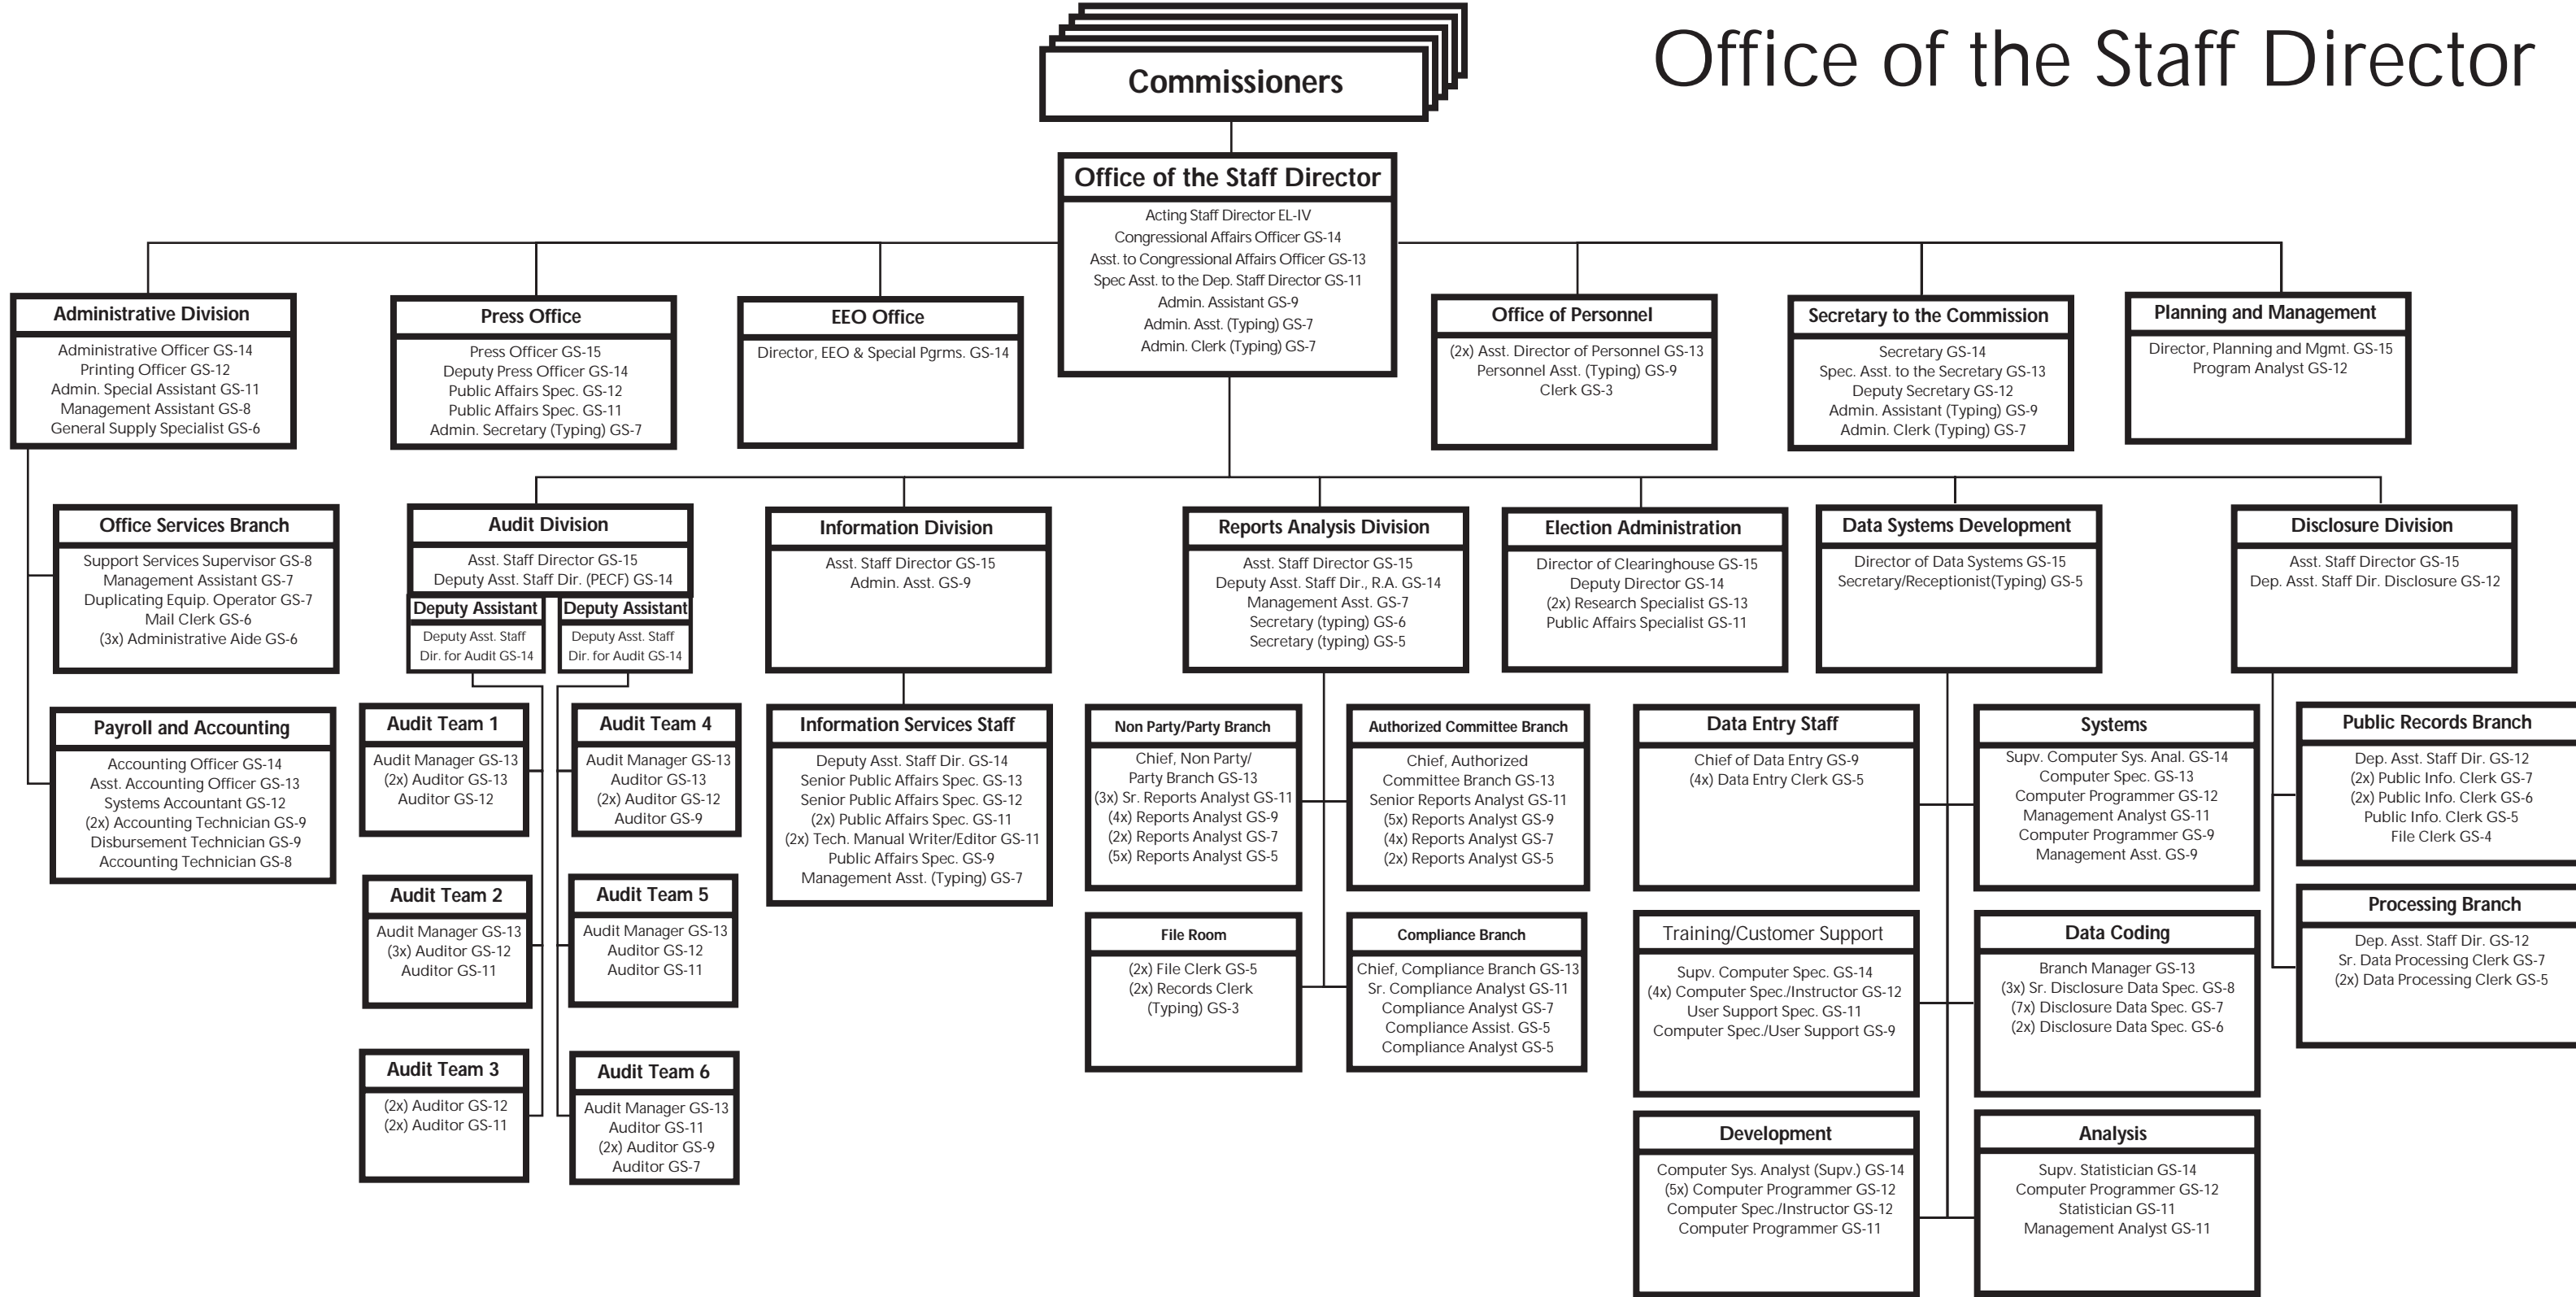 Office of the Staff Director
Commissioners
Office of the Staff Director
Acting Staff Director EL-IV
Congressional Affairs Officer GS-14
Asst. to Congressional Affairs Officer GS-13
Spec Asst. to the Dep. Staff Director GS-11
Admin. Assistant GS-9
Admin. Asst. (Typing) GS-7
Admin. Clerk (Typing) GS-7
Administrative Division
Administrative Officer GS-14
Printing Officer GS-12
Admin. Special Assistant GS-11
Management Assistant GS-8
General Supply Specialist GS-6
Press Office
Press Officer GS-15
Deputy Press Officer GS-14
Public Affairs Spec. GS-12
Public Affairs Spec. GS-11
Admin. Secretary (Typing) GS-7
EEO Office
Director, EEO & Special Pgrms. GS-14
Office of Personnel
(2x) Asst. Director of Personnel GS-13
Personnel Asst. (Typing) GS-9
Clerk GS-3
Secretary to the Commission
Secretary GS-14
Spec. Asst. to the Secretary GS-13
Deputy Secretary GS-12
Admin. Assistant (Typing) GS-9
Admin. Clerk (Typing) GS-7
Planning and Management
Director, Planning and Mgmt. GS-15
Program Analyst GS-12
Office Services Branch
Support Services Supervisor GS-8
Management Assistant GS-7
Duplicating Equip. Operator GS-7
Mail Clerk GS-6
(3x) Administrative Aide GS-6
Audit Division
Asst. Staff Director GS-15
Deputy Asst. Staff Dir. (PECF) GS-14
Deputy Assistant
Deputy Asst. Staff
Dir. for Audit GS-14
Deputy Assistant
Deputy Asst. Staff
Dir. for Audit GS-14
Information Division
Asst. Staff Director GS-15
Admin. Asst. GS-9
Reports Analysis Division
Asst. Staff Director GS-15
Deputy Asst. Staff Dir., R.A. GS-14
Management Asst. GS-7
Secretary (typing) GS-6
Secretary (typing) GS-5
Election Administration
Director of Clearinghouse GS-15
Deputy Director GS-14
(2x) Research Specialist GS-13
Public Affairs Specialist GS-11
Data Systems Development
Director of Data Systems GS-15
Secretary/Receptionist(Typing) GS-5
Disclosure Division
Asst. Staff Director GS-15
Dep. Asst. Staff Dir. Disclosure GS-12
Payroll and Accounting
Accounting Officer GS-14
Asst. Accounting Officer GS-13
Systems Accountant GS-12
(2x) Accounting Technician GS-9
Disbursement Technician GS-9
Accounting Technician GS-8
Audit Team 1
Audit Manager GS-13
(2x) Auditor GS-13
Auditor GS-12
Audit Team 4
Audit Manager GS-13
Auditor GS-13
(2x) Auditor GS-12
Auditor GS-9
Information Services Staff
Deputy Asst. Staff Dir. GS-14
Senior Public Affairs Spec. GS-13
Senior Public Affairs Spec. GS-12
(2x) Public Affairs Spec. GS-11
(2x) Tech. Manual Writer/Editor GS-11
Public Affairs Spec. GS-9
Management Asst. (Typing) GS-7
Non Party/Party Branch
Chief, Non Party/
Party Branch GS-13
(3x) Sr. Reports Analyst GS-11
(4x) Reports Analyst GS-9
(2x) Reports Analyst GS-7
(5x) Reports Analyst GS-5
Authorized Committee Branch
Chief, Authorized
Committee Branch GS-13
Senior Reports Analyst GS-11
(5x) Reports Analyst GS-9
(4x) Reports Analyst GS-7
(2x) Reports Analyst GS-5
Data Entry Staff
Chief of Data Entry GS-9
(4x) Data Entry Clerk GS-5
Systems
Supv. Computer Sys. Anal. GS-14
Computer Spec. GS-13
Computer Programmer GS-12
Management Analyst GS-11
Computer Programmer GS-9
Management Asst. GS-9
Public Records Branch
Dep. Asst. Staff Dir. GS-12
(2x) Public Info. Clerk GS-7
(2x) Public Info. Clerk GS-6
Public Info. Clerk GS-5
File Clerk GS-4
Audit Team 2
Audit Manager GS-13
(3x) Auditor GS-12
Auditor GS-11
Audit Team 5
Audit Manager GS-13
Auditor GS-12
Auditor GS-11
File Room
(2x) File Clerk GS-5
(2x) Records Clerk
(Typing) GS-3
Compliance Branch
Chief, Compliance Branch GS-13
Sr. Compliance Analyst GS-11
Compliance Analyst GS-7
Compliance Assist. GS-5
Compliance Analyst GS-5
Training/Customer Support
Supv. Computer Spec. GS-14
(4x) Computer Spec./Instructor GS-12
User Support Spec. GS-11
Computer Spec./User Support GS-9
Data Coding
Branch Manager GS-13
(3x) Sr. Disclosure Data Spec. GS-8
(7x) Disclosure Data Spec. GS-7
(2x) Disclosure Data Spec. GS-6
Processing Branch
Dep. Asst. Staff Dir. GS-12
Sr. Data Processing Clerk GS-7
(2x) Data Processing Clerk GS-5
Audit Team 3
(2x) Auditor GS-12
(2x) Auditor GS-11
Audit Team 6
Audit Manager GS-13
Auditor GS-11
(2x) Auditor GS-9
Auditor GS-7
Development
Computer Sys. Analyst (Supv.) GS-14
(5x) Computer Programmer GS-12
Computer Spec./Instructor GS-12
Computer Programmer GS-11
Analysis
Supv. Statistician GS-14
Computer Programmer GS-12
Statistician GS-11
Management Analyst GS-11